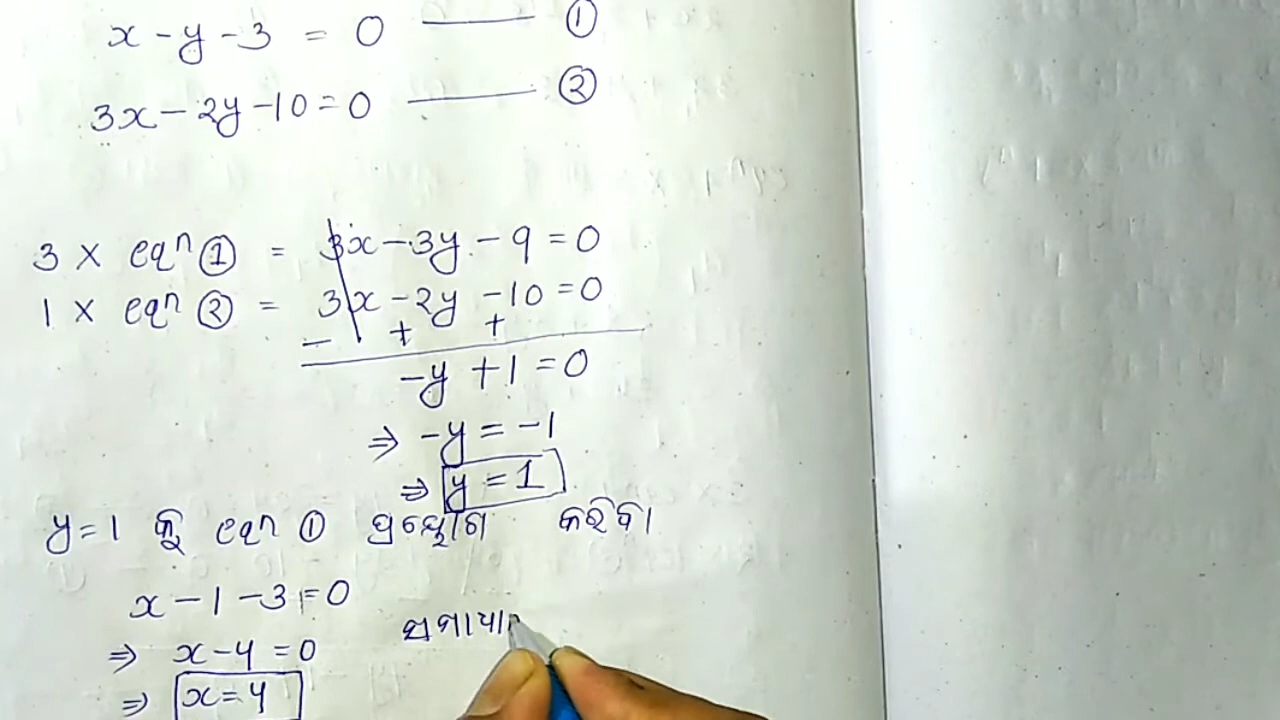 x - y - 3 = 0 —— ①
3x - 2y - 10 = 0 —— ②
3 × eqⁿ ① = 3x - 3y - 9 = 0
1 × eqⁿ ② = 3x - 2y - 10 = 0
- + +
-y + 1 = 0
⇒ -y = -1
⇒ y = 1
y = 1 କୁ eqn ① ପ୍ରୟୋଗ କରିବା
x - 1 - 3 = 0
⇒ x - 4 = 0
⇒ x = 4